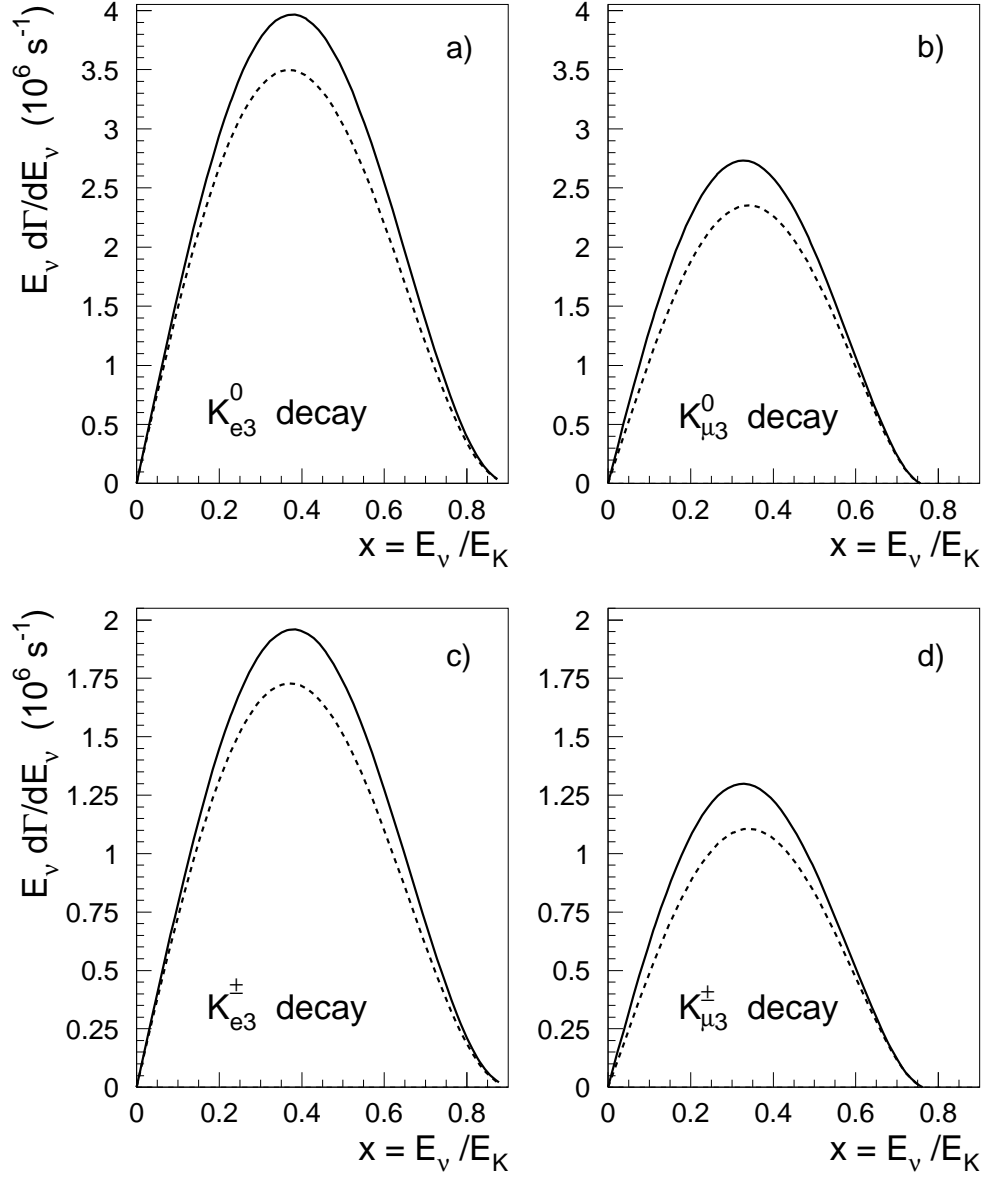 E_ν dΓ/dE_ν (10^6 s^-1)
4
3.5
3
2.5
2
1.5
1
0.5
0
a)
K^0_e3 decay
0 0.2 0.4 0.6 0.8
x = E_ν /E_K
4
3.5
3
2.5
2
1.5
1
0.5
0
b)
K^0_μ3 decay
0 0.2 0.4 0.6 0.8
x = E_ν /E_K
E_ν dΓ/dE_ν (10^6 s^-1)
2
1.75
1.5
1.25
1
0.75
0.5
0.25
0
c)
K^±_e3 decay
0 0.2 0.4 0.6 0.8
x = E_ν /E_K
2
1.75
1.5
1.25
1
0.75
0.5
0.25
0
d)
K^±_μ3 decay
0 0.2 0.4 0.6 0.8
x = E_ν /E_K